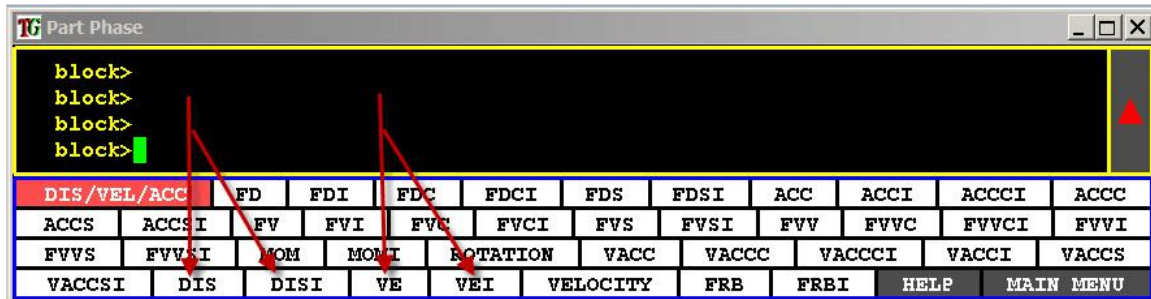 TG Part Phase
block>
block>
block>
block>
DIS/VEL/ACC FD FDI FDC FDCI FDS FDSI ACC ACCI ACCCI ACCC
ACCS ACCSI FV FVI FVC FVCI FVS FVSI FVV FVVC FVVCI FVVI
FVVS FVVSI MOM MOMI ROTATION VACC VACCC VACCCI VACCI VACCS
VACCSI DIS DISI VE VEI VELOCITY FRB FRBI HELP MAIN MENU